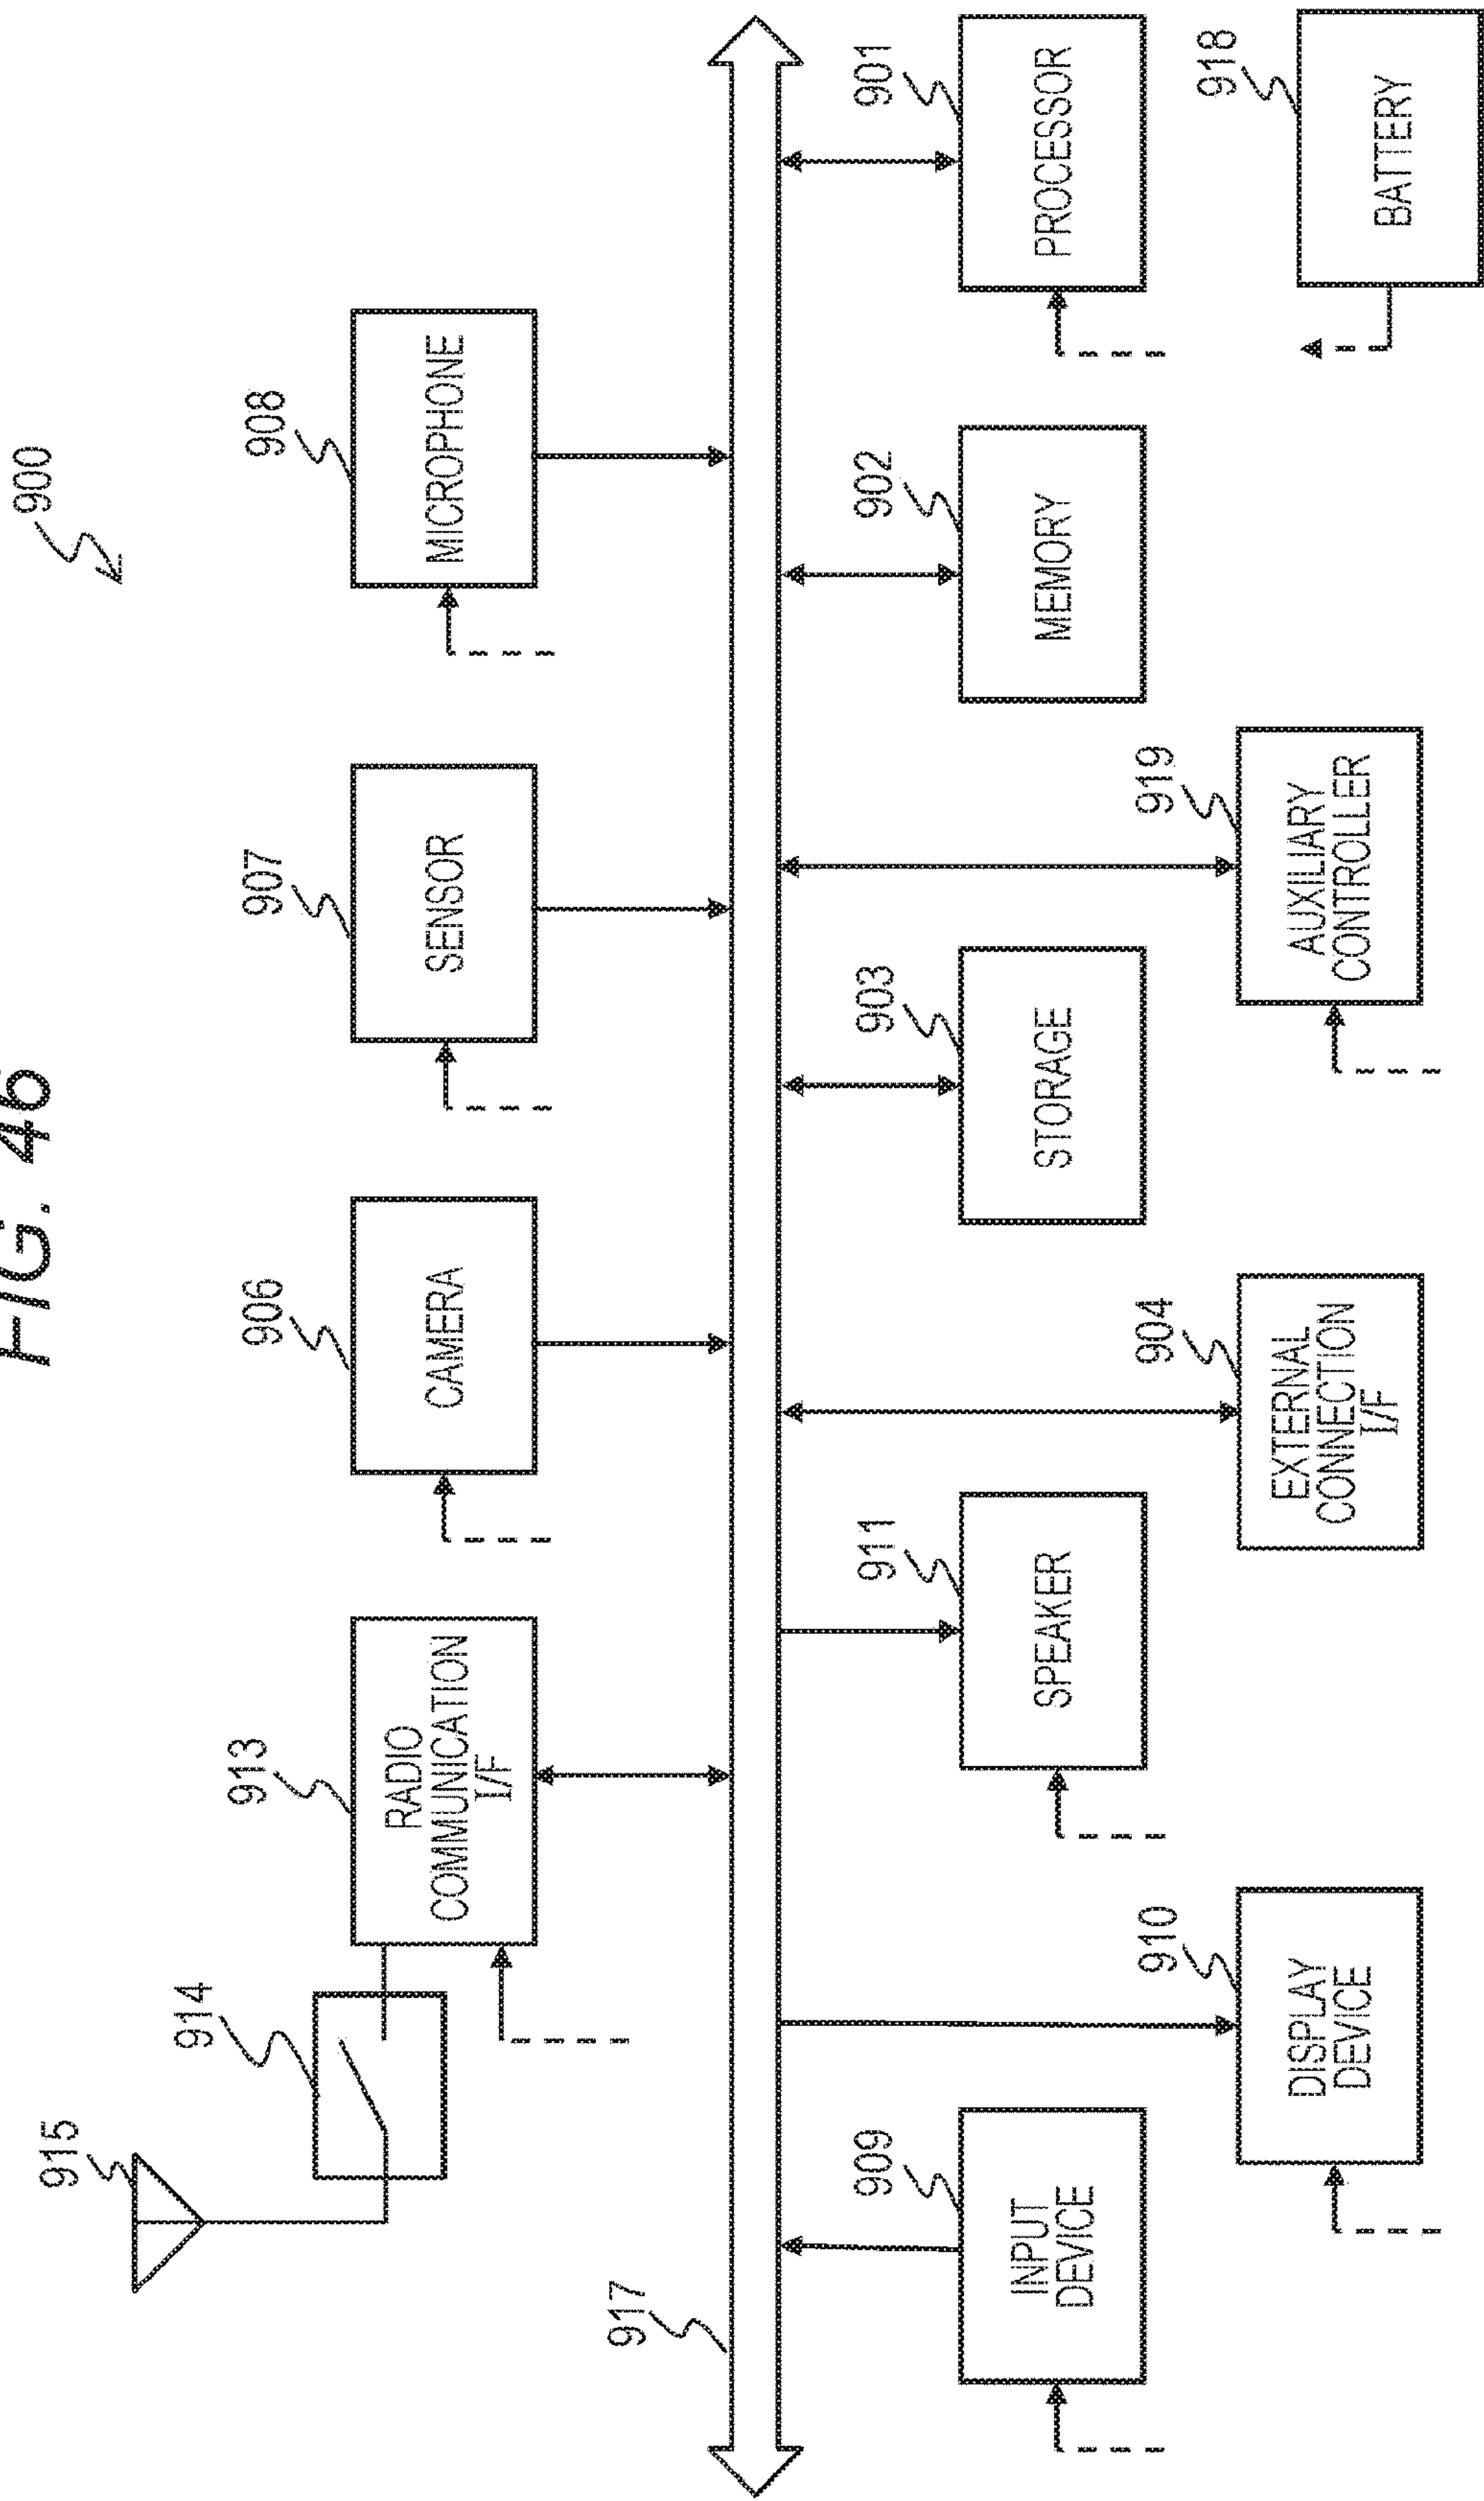 FIG. 46
900
915
914
913
RADIO
COMMUNICATION
I/F
906
CAMERA
907
SENSOR
908
MICROPHONE
917
909
INPUT
DEVICE
910
DISPLAY
DEVICE
911
SPEAKER
904
EXTERNAL
CONNECTION
I/F
903
STORAGE
919
AUXILIARY
CONTROLLER
902
MEMORY
901
PROCESSOR
918
BATTERY